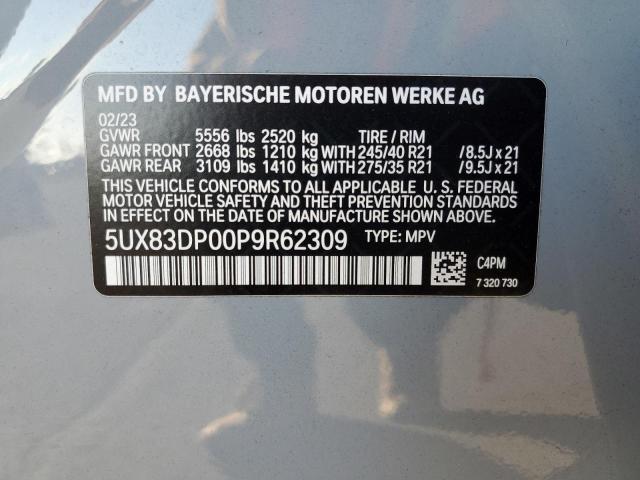 MFD BY BAYERISCHE MOTOREN WERKE AG
02/23
GVWR 5556 lbs 2520 kg TIRE / RIM
GAWR FRONT 2668 lbs 1210 kg WITH 245/40 R21 /8.5J x 21
GAWR REAR 3109 lbs 1410 kg WITH 275/35 R21 /9.5J x 21
THIS VEHICLE CONFORMS TO ALL APPLICABLE U. S. FEDERAL
MOTOR VEHICLE SAFETY AND THEFT PREVENTION STANDARDS
IN EFFECT ON THE DATE OF MANUFACTURE SHOWN ABOVE.
5UX83DP00P9R62309 TYPE: MPV
C4PM
7 320 730